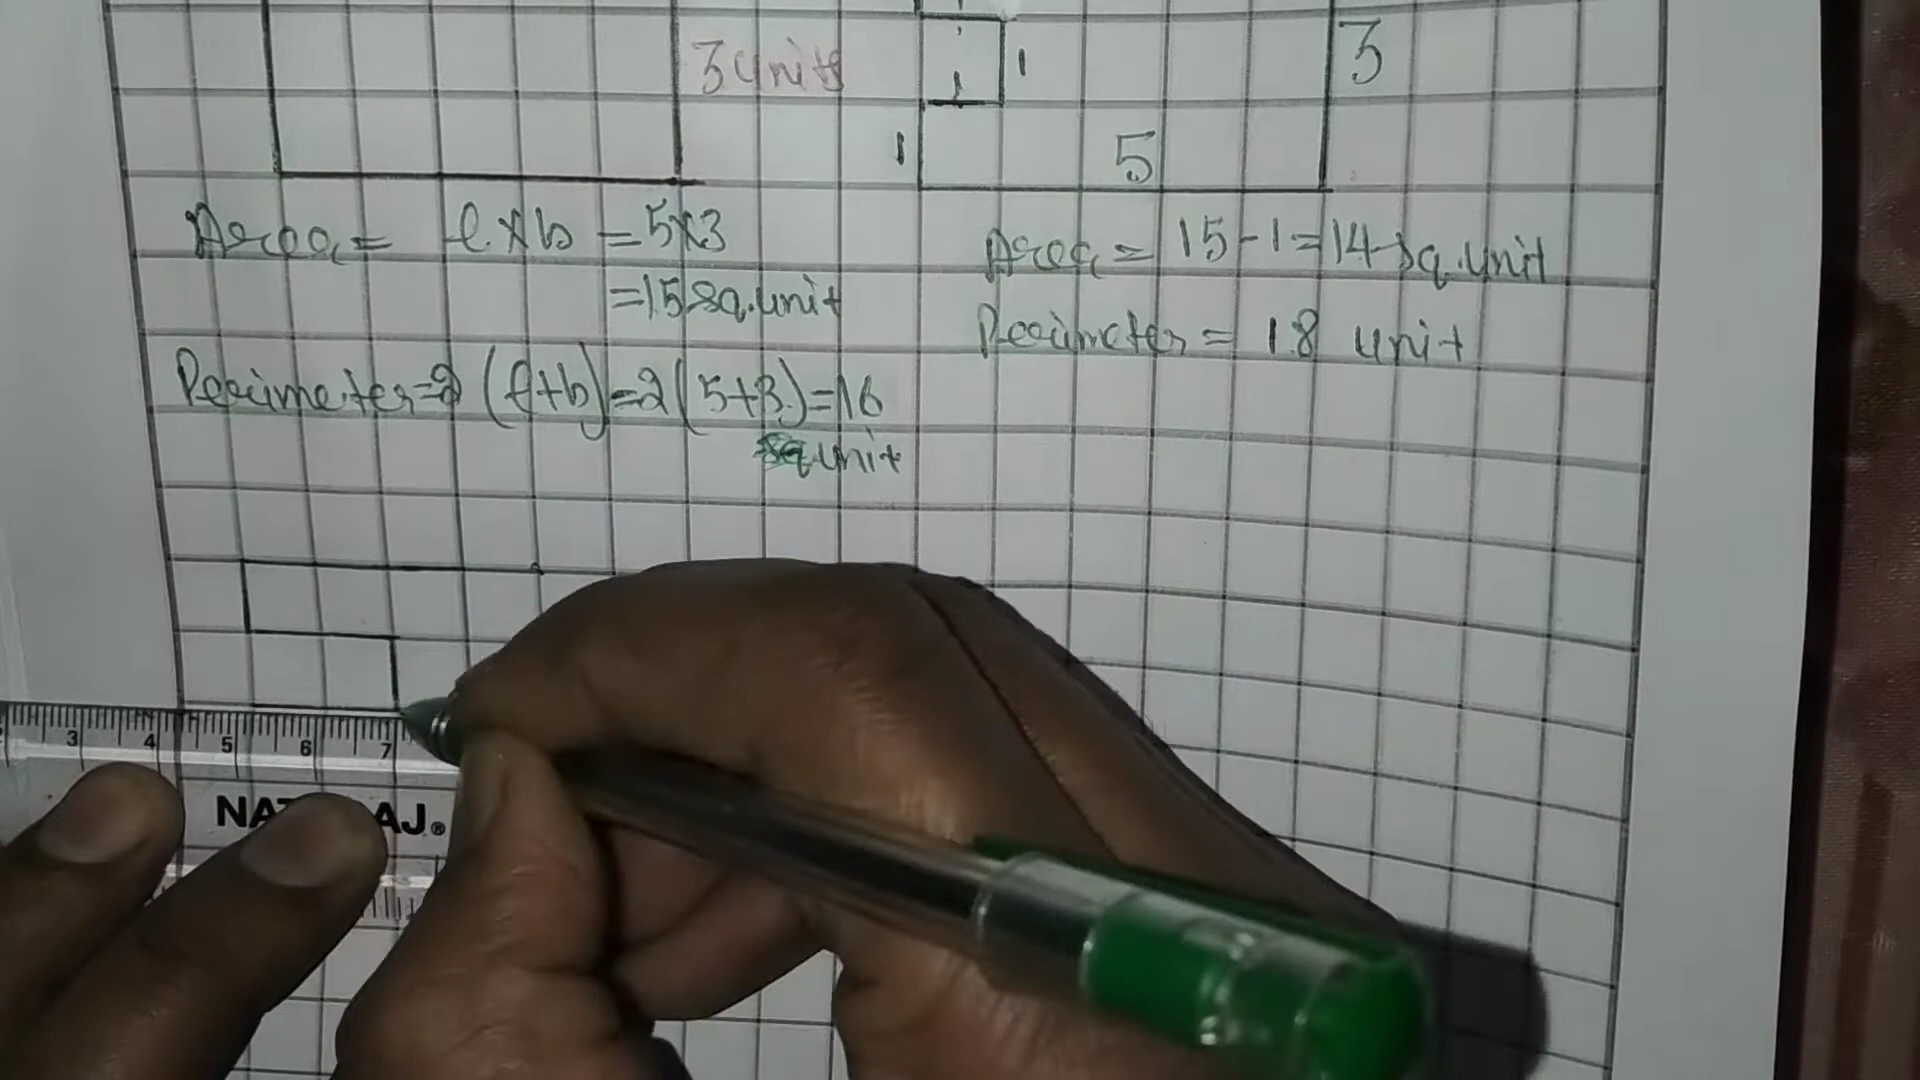 3 units
1
1
1
3
5
Area = l × b = 5×3
= 15 sq. unit
Perimeter = 2 (l+b) = 2(5+3) = 16
unit
Area = 15 - 1 = 14 sq. unit
Perimeter = 18 unit
3 4 5 6 7